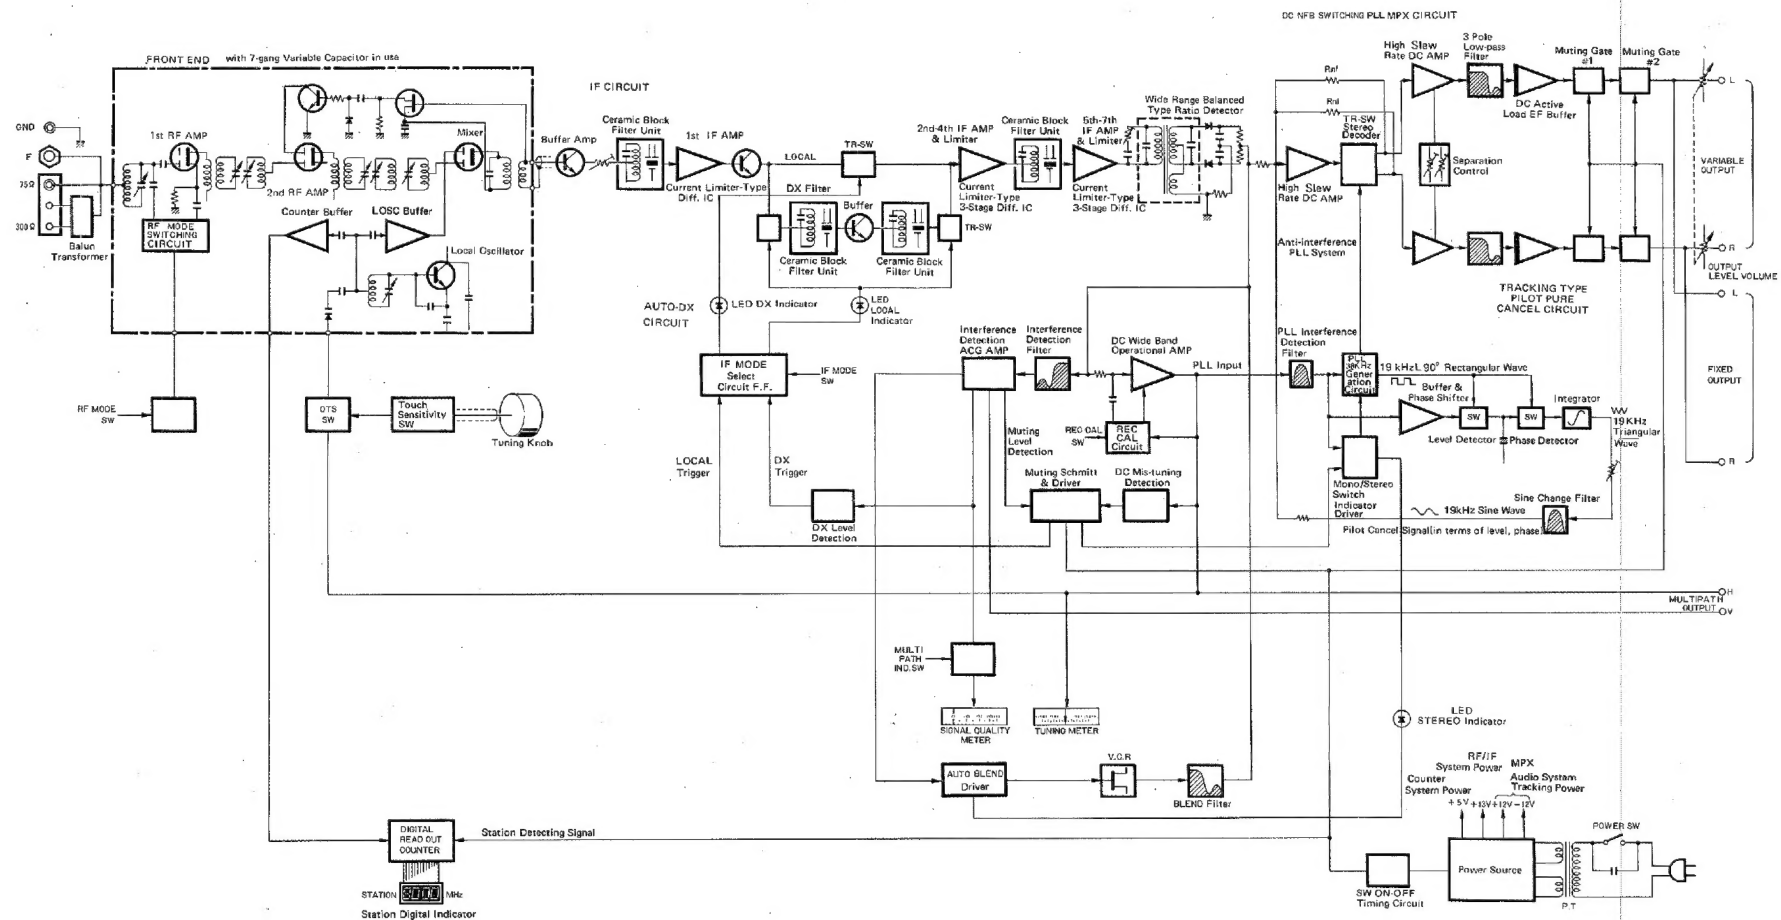 DC NFB SWITCHING PLL MPX CIRCUIT
FRONT END
with 7-gang Variable Capacitor in use
GND
F
75Ω
300Ω
Balun
Transformer
1st RF AMP
2nd RF AMP
Mixer
RF MODE
SWITCHING
CIRCUIT
Counter Buffer
LOSC Buffer
Local Oscillator
RF MODE
SW
OTS
SW
Touch
Sensitivity
SW
Tuning Knob
IF CIRCUIT
Buffer Amp
Ceramic Block
Filter Unit
1st IF AMP
Current Limiter-Type
Diff. IC
LOCAL
TR-SW
DX Filter
Buffer
TR-SW
Ceramic Block
Filter Unit
Ceramic Block
Filter Unit
2nd-4th IF AMP
& Limiter
Current
Limiter-Type
3-Stage Diff. IC
Ceramic Block
Filter Unit
5th-7th
IF AMP
& Limiter
Current
Limiter-Type
3-Stage Diff. IC
Wide Range Balanced
Type Ratio Detector
Rnf
Rnf
High Slew
Rate DC AMP
TR-SW
Stereo
Decoder
High Slew
Rate DC AMP
3 Pole
Low-pass
Filter
DC Active
Load EF Buffer
Muting Gate
#1
Muting Gate
#2
Separation
Control
Anti-interference
PLL System
TRACKING TYPE
PILOT PURE
CANCEL CIRCUIT
L
VARIABLE
OUTPUT
R
OUTPUT
LEVEL VOLUME
L
FIXED
OUTPUT
R
AUTO-DX
CIRCUIT
LED DX Indicator
LED
LOCAL
Indicator
IF MODE
Select
Circuit F.F.
IF MODE
SW
LOCAL
Trigger
DX
Trigger
DX Level
Detection
Interference
Detection
ACG AMP
Interference
Detection
Filter
DC Wide Band
Operational AMP
PLL Input
REC CAL
SW
REC
CAL
Circuit
Muting
Level
Detection
Muting Schmitt
& Driver
DC Mis-tuning
Detection
PLL Interference
Detection
Filter
PLL
38KHz
Gener-
ation
Circuit
19 kHz∠90° Rectangular Wave
Buffer &
Phase Shifter
SW
SW
Integrator
Level Detector
Phase Detector
19KHz
Triangular
Wave
Mono/Stereo
Switch
Indicator
Driver
Sine Change Filter
19kHz Sine Wave
Pilot Cancel Signal(in terms of level, phase)
H
MULTIPATH
OUTPUT
V
MULTI
PATH
IND.SW
SIGNAL QUALITY
METER
TUNING METER
AUTO BLEND
Driver
V.C.R
BLEND Filter
LED
STEREO Indicator
DIGITAL
READ OUT
COUNTER
Station Detecting Signal
STATION
MHz
Station Digital Indicator
RF/IF
System Power
MPX
Audio System
Tracking Power
Counter
System Power
+5V +13V +12V -12V
Power Source
SW ON-OFF
Timing Circuit
POWER SW
P.T